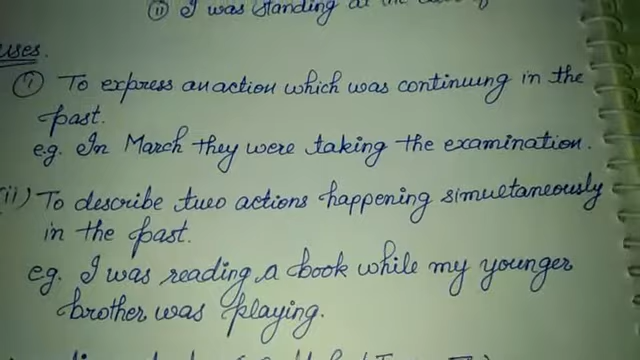 (ii) I was standing at the
uses.
(i) To express an action which was continuing in the
past.
e.g. In March they were taking the examination.
(ii) To describe two actions happening simultaneously
in the past.
eg. I was reading a book while my younger
brother was playing.